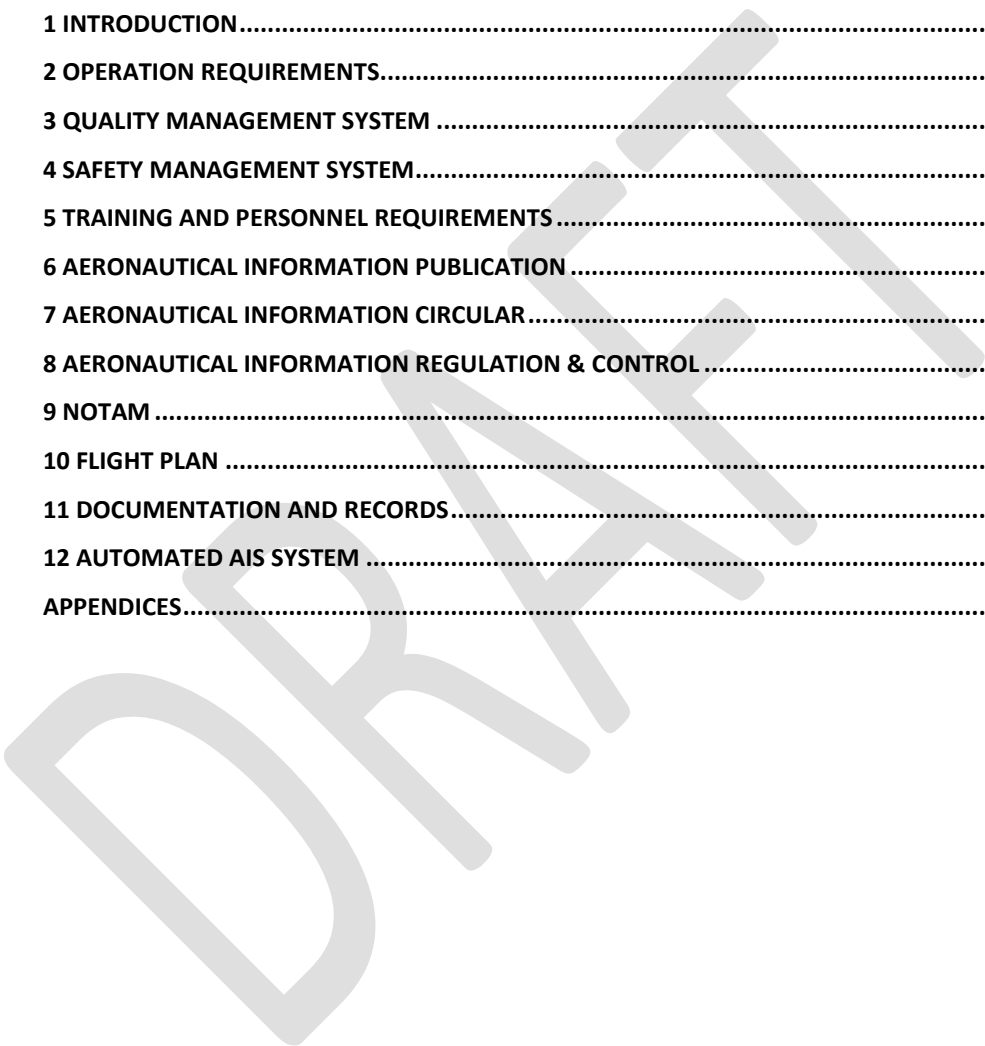 1 INTRODUCTION..........................................................................................................
2 OPERATION REQUIREMENTS.....................................................................................
3 QUALITY MANAGEMENT SYSTEM .............................................................................
4 SAFETY MANAGEMENT SYSTEM................................................................................
5 TRAINING AND PERSONNEL REQUIREMENTS............................................................
6 AERONAUTICAL INFORMATION PUBLICATION..........................................................
7 AERONAUTICAL INFORMATION CIRCULAR................................................................
8 AERONAUTICAL INFORMATION REGULATION & CONTROL .......................................
9 NOTAM ......................................................................................................................
10 FLIGHT PLAN ...........................................................................................................
11 DOCUMENTATION AND RECORDS...........................................................................
12 AUTOMATED AIS SYSTEM .......................................................................................
APPENDICES.................................................................................................................
DRAFT